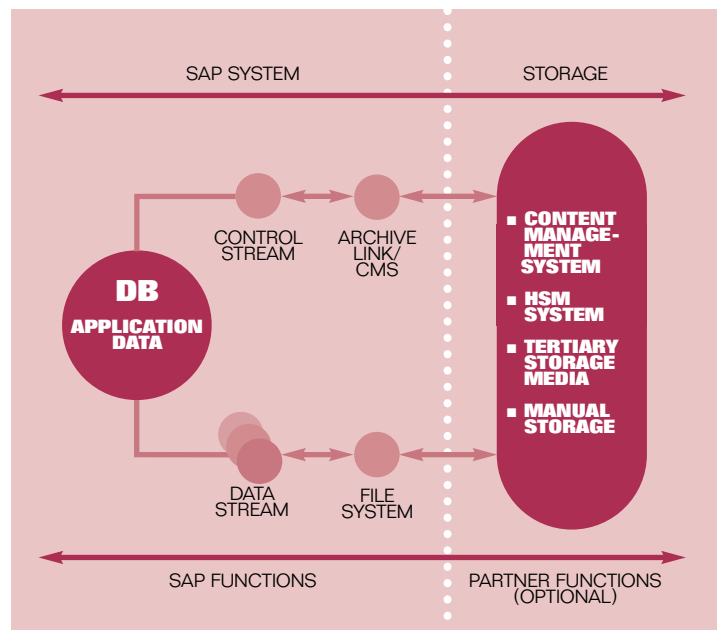 SAP SYSTEM
STORAGE
CONTROL
STREAM
ARCHIVE
LINK/
CMS
DB
APPLICATION
DATA
■ CONTENT
MANAGE-
MENT
SYSTEM
■ HSM
SYSTEM
■ TERTIARY
STORAGE
MEDIA
■ MANUAL
STORAGE
DATA
STREAM
FILE
SYSTEM
SAP FUNCTIONS
PARTNER FUNCTIONS
(OPTIONAL)